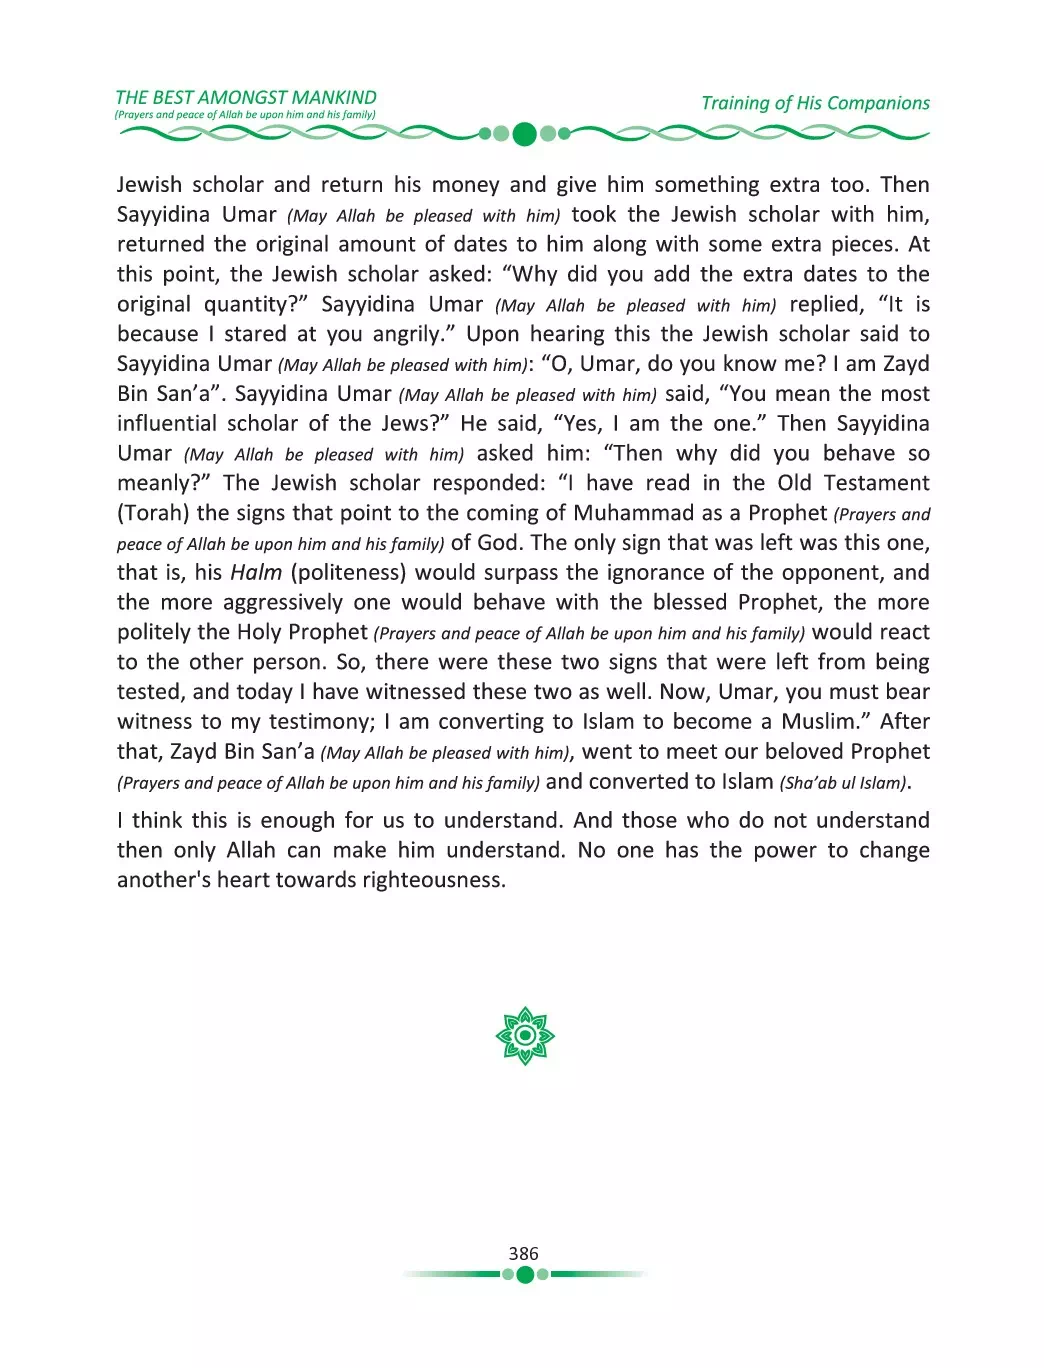 THE BEST AMONGST MANKIND
(Prayers and peace of Allah be upon him and his family)
Training of His Companions
Jewish scholar and return his money and give him something extra too. Then
Sayyidina Umar (May Allah be pleased with him) took the Jewish scholar with him,
returned the original amount of dates to him along with some extra pieces. At
this point, the Jewish scholar asked: “Why did you add the extra dates to the
original quantity?” Sayyidina Umar (May Allah be pleased with him) replied, “It is
because I stared at you angrily.” Upon hearing this the Jewish scholar said to
Sayyidina Umar (May Allah be pleased with him): “O, Umar, do you know me? I am Zayd
Bin San’a”. Sayyidina Umar (May Allah be pleased with him) said, “You mean the most
influential scholar of the Jews?” He said, “Yes, I am the one.” Then Sayyidina
Umar (May Allah be pleased with him) asked him: “Then why did you behave so
meanly?” The Jewish scholar responded: “I have read in the Old Testament
(Torah) the signs that point to the coming of Muhammad as a Prophet (Prayers and
peace of Allah be upon him and his family) of God. The only sign that was left was this one,
that is, his Halm (politeness) would surpass the ignorance of the opponent, and
the more aggressively one would behave with the blessed Prophet, the more
politely the Holy Prophet (Prayers and peace of Allah be upon him and his family) would react
to the other person. So, there were these two signs that were left from being
tested, and today I have witnessed these two as well. Now, Umar, you must bear
witness to my testimony; I am converting to Islam to become a Muslim.” After
that, Zayd Bin San’a (May Allah be pleased with him), went to meet our beloved Prophet
(Prayers and peace of Allah be upon him and his family) and converted to Islam (Sha’ab ul Islam).
I think this is enough for us to understand. And those who do not understand
then only Allah can make him understand. No one has the power to change
another's heart towards righteousness.
386